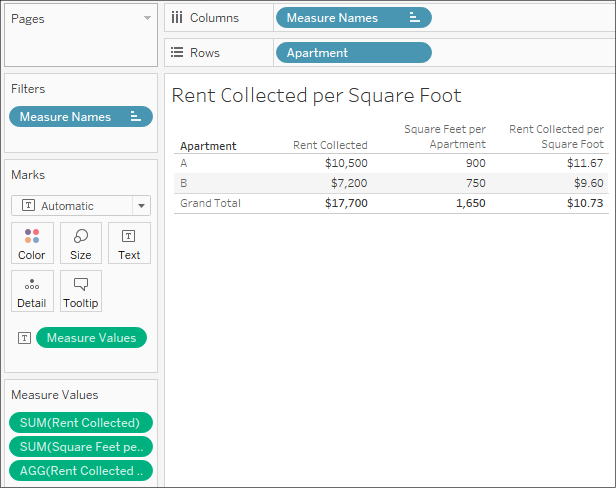 Pages
Columns
Measure Names
Rows
Apartment
Filters
Measure Names
Marks
T Automatic
Color
Size
T
Text
Detail
Tooltip
T
Measure Values
Measure Values
SUM(Rent Collected)
SUM(Square Feet pe..
AGG(Rent Collected ..
Rent Collected per Square Foot
Apartment Rent Collected Square Feet per Apartment Rent Collected per Square Foot
A $10,500 900 $11.67
B $7,200 750 $9.60
Grand Total $17,700 1,650 $10.73